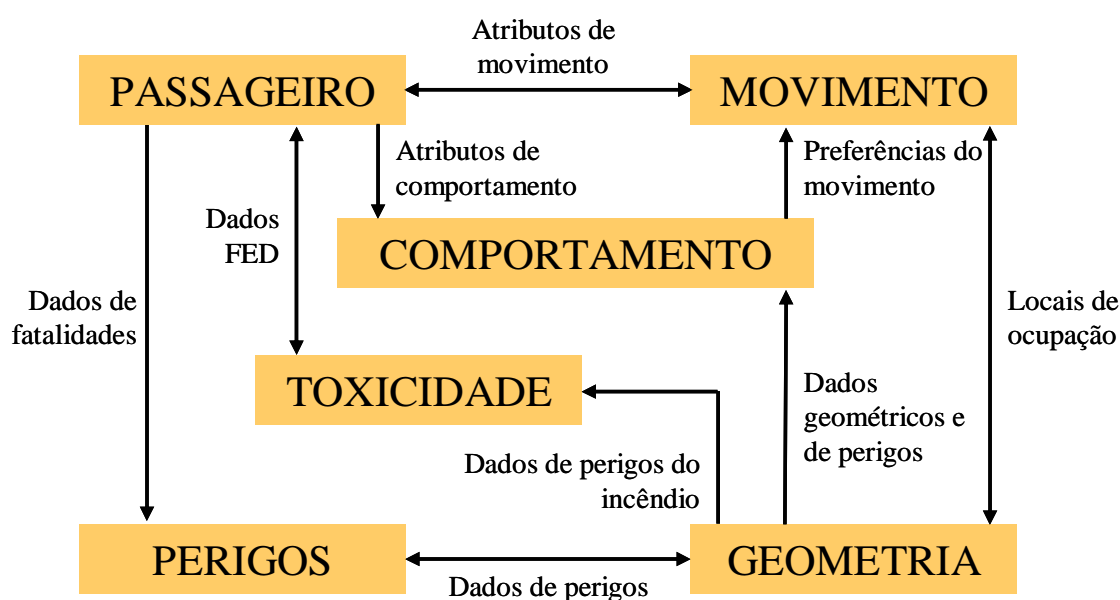 Atributos de
movimento
PASSAGEIRO
MOVIMENTO
Atributos de
comportamento
Preferências do
movimento
Dados
FED
COMPORTAMENTO
Dados de
fatalidades
Locais de
ocupação
TOXICIDADE
Dados
geométricos e
de perigos
Dados de perigos do
incêndio
PERIGOS
GEOMETRIA
Dados de perigos